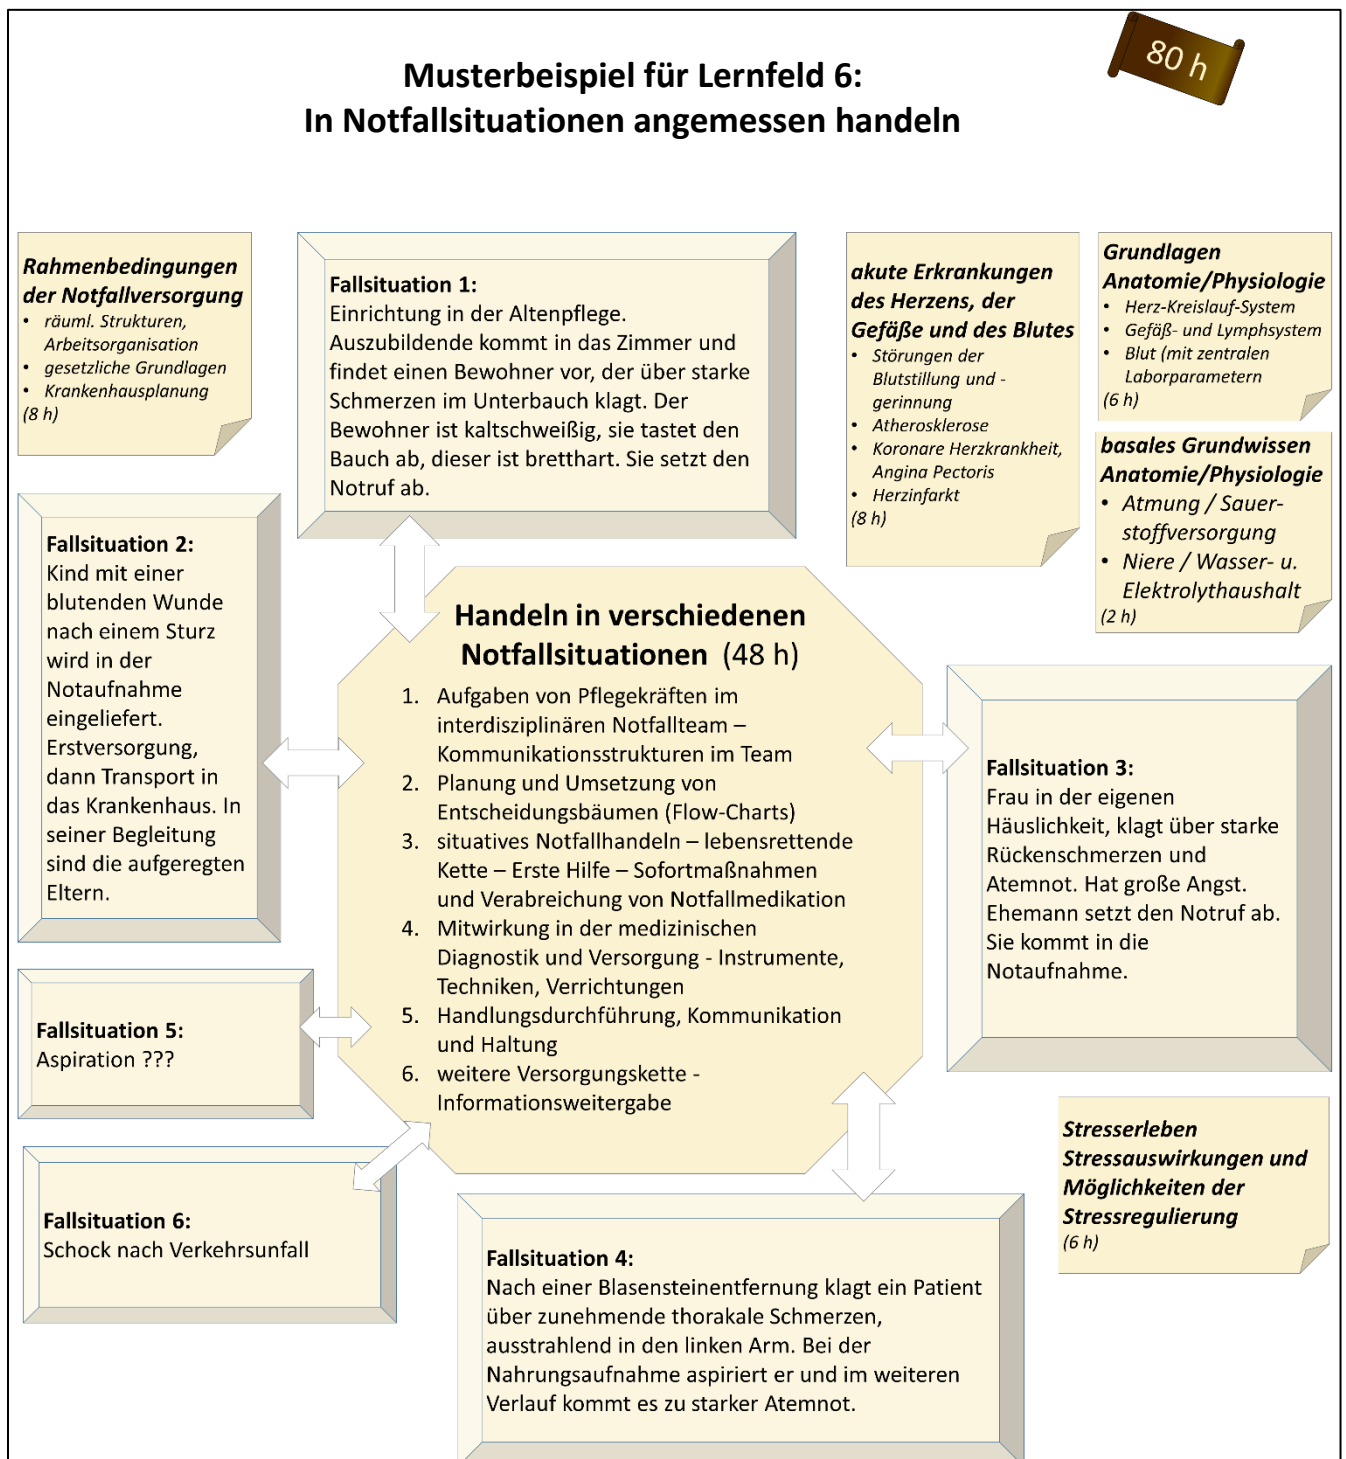 80 h
Musterbeispiel für Lernfeld 6:
In Notfallsituationen angemessen handeln
Rahmenbedingungen
der Notfallversorgung
• räuml. Strukturen,
Arbeitsorganisation
• gesetzliche Grundlagen
• Krankenhausplanung
(8 h)
Fallsituation 1:
Einrichtung in der Altenpflege.
Auszubildende kommt in das Zimmer und
findet einen Bewohner vor, der über starke
Schmerzen im Unterbauch klagt. Der
Bewohner ist kaltschweißig, sie tastet den
Bauch ab, dieser ist bretthart. Sie setzt den
Notruf ab.
akute Erkrankungen
des Herzens, der
Gefäße und des Blutes
• Störungen der
Blutstillung und -
gerinnung
• Atherosklerose
• Koronare Herzkrankheit,
Angina Pectoris
• Herzinfarkt
(8 h)
Grundlagen
Anatomie/Physiologie
• Herz-Kreislauf-System
• Gefäß- und Lymphsystem
• Blut (mit zentralen
Laborparametern
(6 h)
basales Grundwissen
Anatomie/Physiologie
• Atmung / Sauer-
stoffversorgung
• Niere / Wasser- u.
Elektrolythaushalt
(2 h)
Fallsituation 2:
Kind mit einer
blutenden Wunde
nach einem Sturz
wird in der
Notaufnahme
eingeliefert.
Erstversorgung,
dann Transport in
das Krankenhaus. In
seiner Begleitung
sind die aufgeregten
Eltern.
Handeln in verschiedenen
Notfallsituationen (48 h)
1. Aufgaben von Pflegekräften im
interdisziplinären Notfallteam –
Kommunikationsstrukturen im Team
2. Planung und Umsetzung von
Entscheidungsbäumen (Flow-Charts)
3. situatives Notfallhandeln – lebensrettende
Kette – Erste Hilfe – Sofortmaßnahmen
und Verabreichung von Notfallmedikation
4. Mitwirkung in der medizinischen
Diagnostik und Versorgung - Instrumente,
Techniken, Verrichtungen
5. Handlungsdurchführung, Kommunikation
und Haltung
6. weitere Versorgungskette -
Informationsweitergabe
Fallsituation 3:
Frau in der eigenen
Häuslichkeit, klagt über starke
Rückenschmerzen und
Atemnot. Hat große Angst.
Ehemann setzt den Notruf ab.
Sie kommt in die
Notaufnahme.
Fallsituation 5:
Aspiration ???
Fallsituation 6:
Schock nach Verkehrsunfall
Fallsituation 4:
Nach einer Blasensteinentfernung klagt ein Patient
über zunehmende thorakale Schmerzen,
ausstrahlend in den linken Arm. Bei der
Nahrungsaufnahme aspiriert er und im weiteren
Verlauf kommt es zu starker Atemnot.
Stresserleben
Stressauswirkungen und
Möglichkeiten der
Stressregulierung
(6 h)